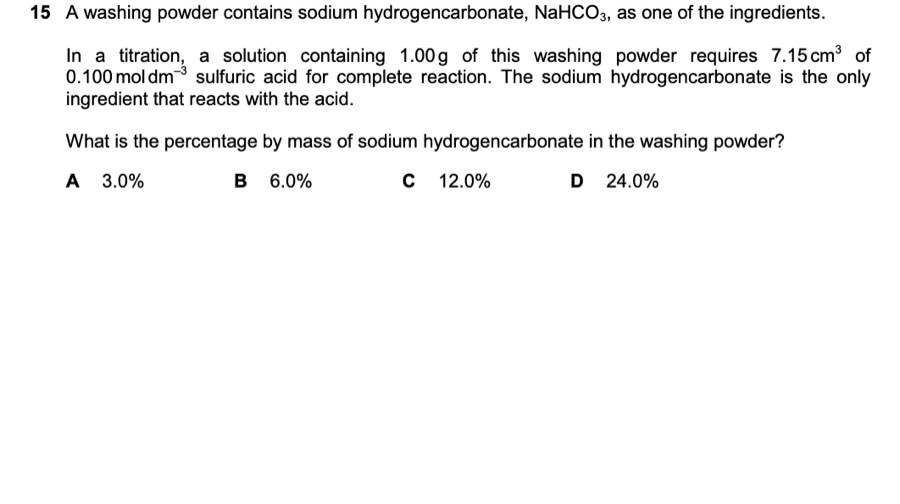 15 A washing powder contains sodium hydrogencarbonate, NaHCO₃, as one of the ingredients.
In a titration, a solution containing 1.00 g of this washing powder requires 7.15 cm³ of
0.100 mol dm⁻³ sulfuric acid for complete reaction. The sodium hydrogencarbonate is the only
ingredient that reacts with the acid.
What is the percentage by mass of sodium hydrogencarbonate in the washing powder?
A 3.0% B 6.0% C 12.0% D 24.0%